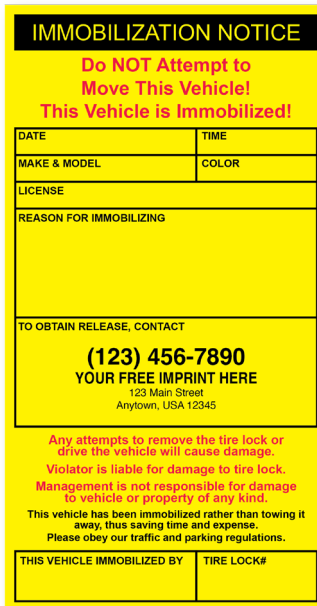 IMMOBILIZATION NOTICE
Do NOT Attempt to
Move This Vehicle!
This Vehicle is Immobilized!
DATE
TIME
MAKE & MODEL
COLOR
LICENSE
REASON FOR IMMOBILIZING
TO OBTAIN RELEASE, CONTACT
(123) 456-7890
YOUR FREE IMPRINT HERE
123 Main Street
Anytown, USA 12345
Any attempts to remove the tire lock or
drive the vehicle will cause damage.
Violator is liable for damage to tire lock.
Management is not responsible for damage
to vehicle or property of any kind.
This vehicle has been immobilized rather than towing it
away, thus saving time and expense.
Please obey our traffic and parking regulations.
THIS VEHICLE IMMOBILIZED BY
TIRE LOCK#